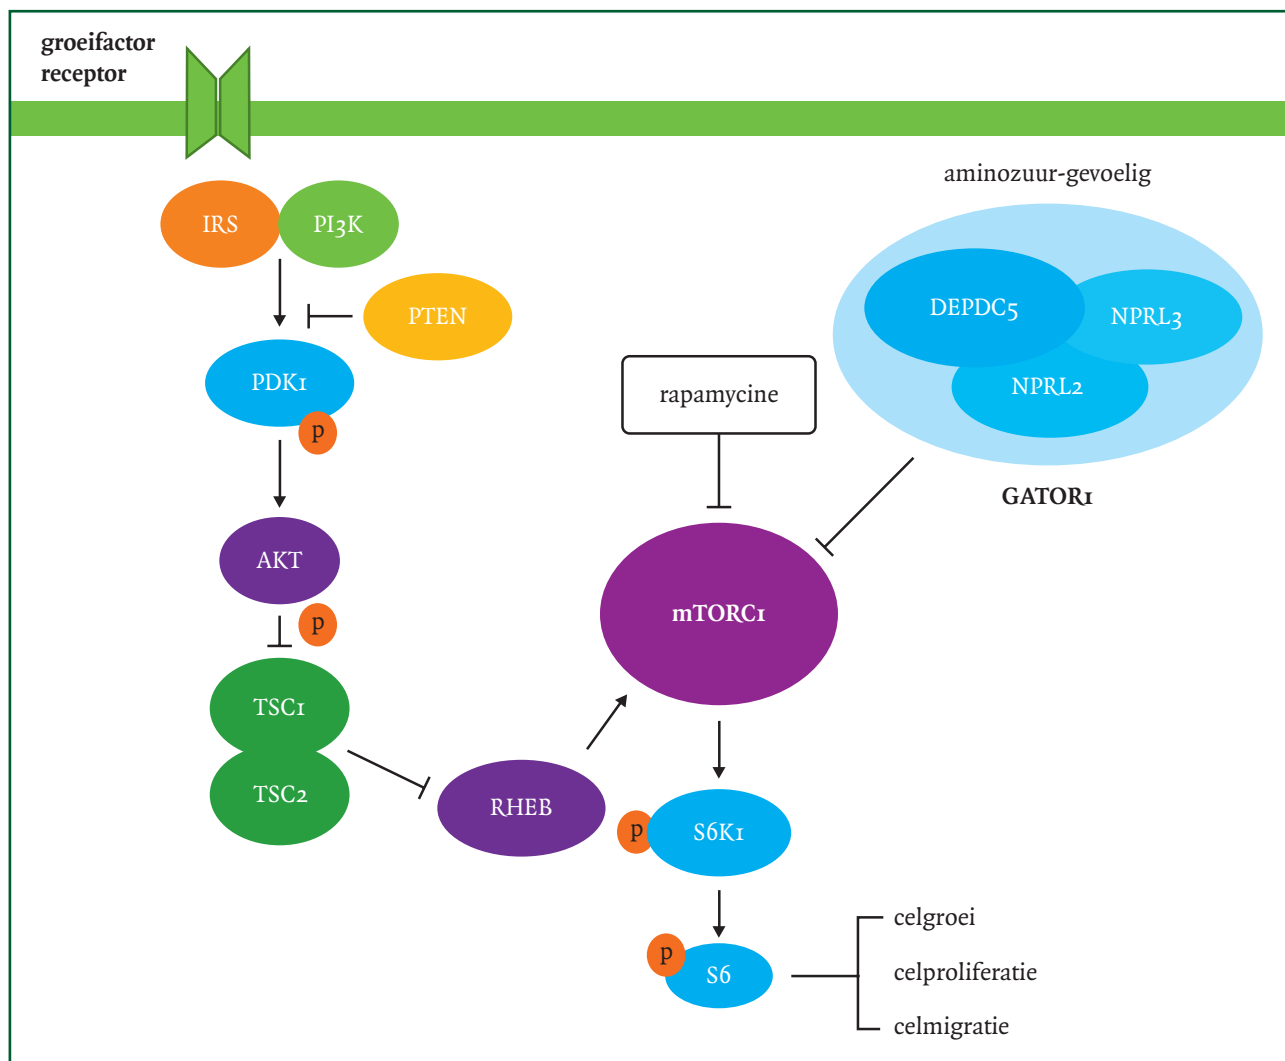 groeifactor
receptor
aminozuur-gevoelig
IRS
PI3K
PTEN
DEPDC5
NPRL3
NPRL2
PDK1
p
rapamycine
GATOR1
AKT
p
mTORC1
TSC1
TSC2
RHEB
p
S6K1
p
S6
celgroei
celproliferatie
celmigratie